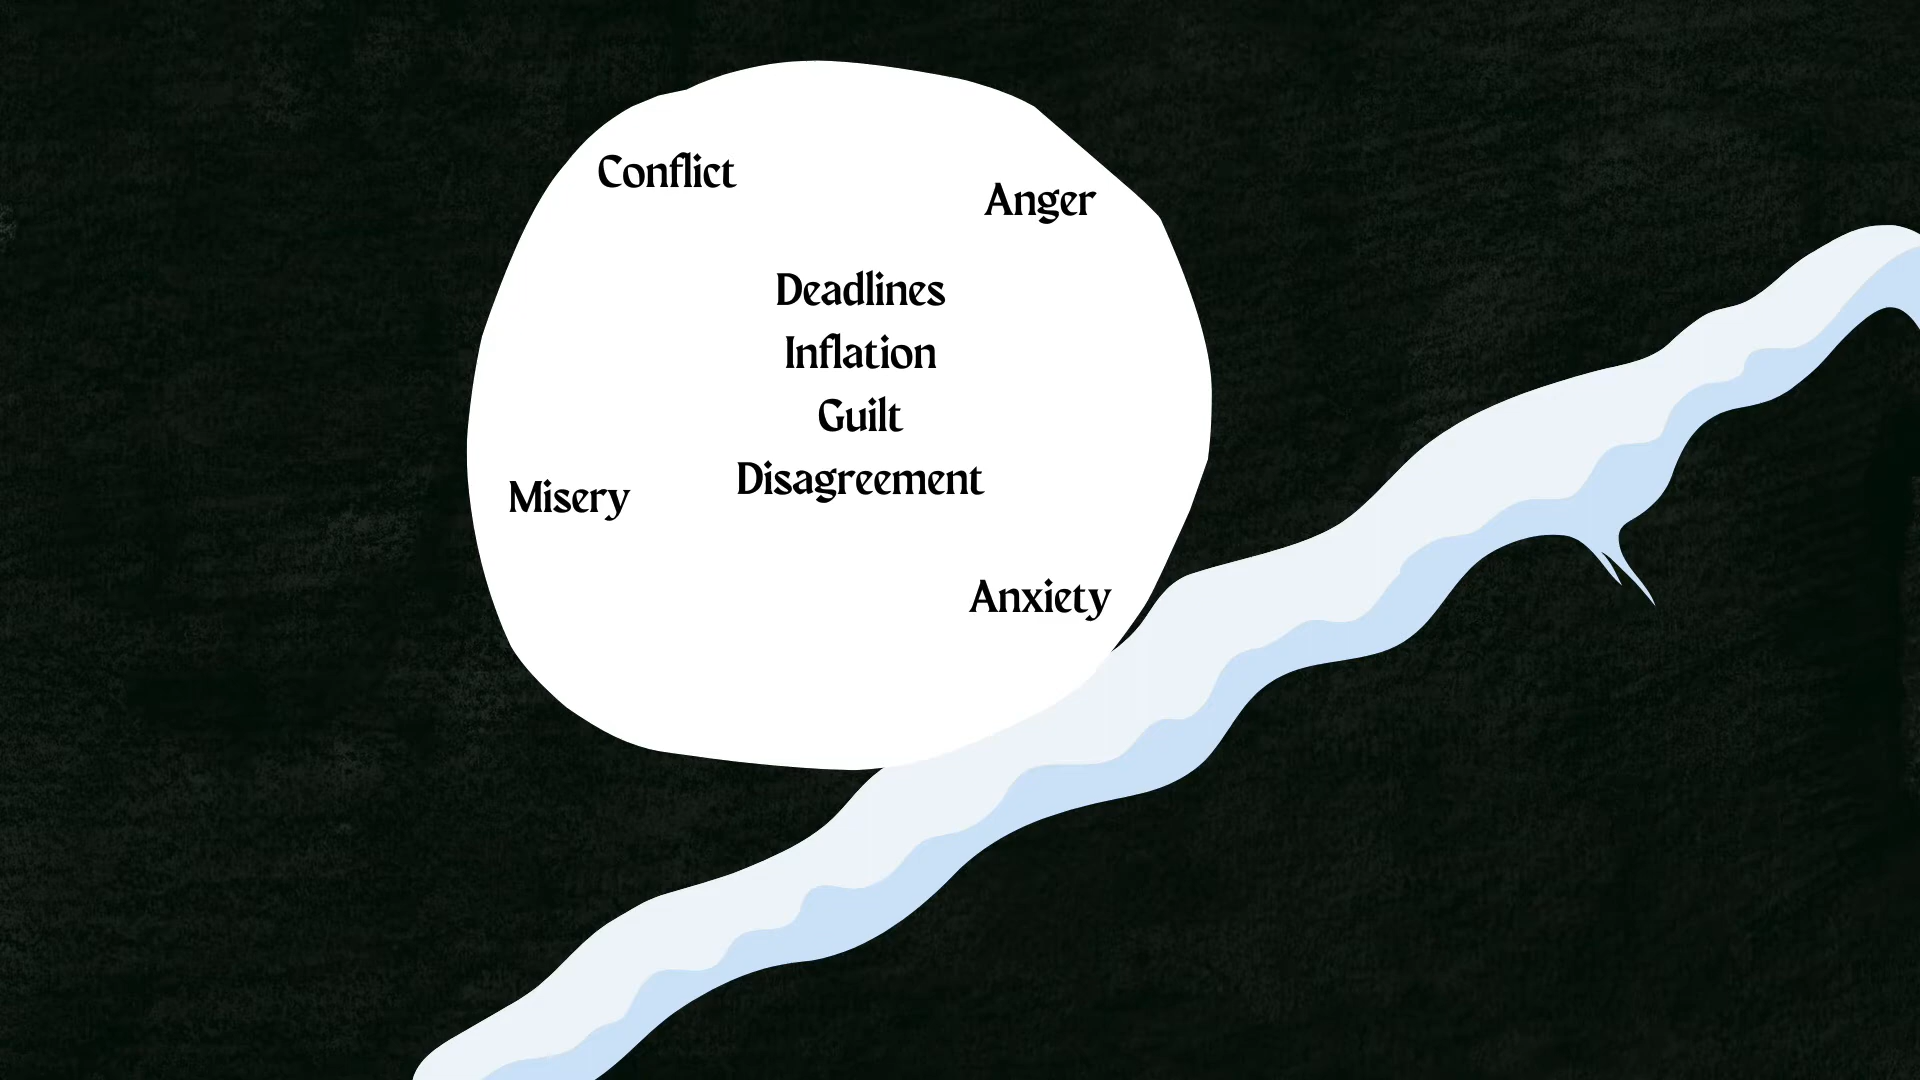 Conflict
Anger
Deadlines
Inflation
Guilt
Disagreement
Misery
Anxiety